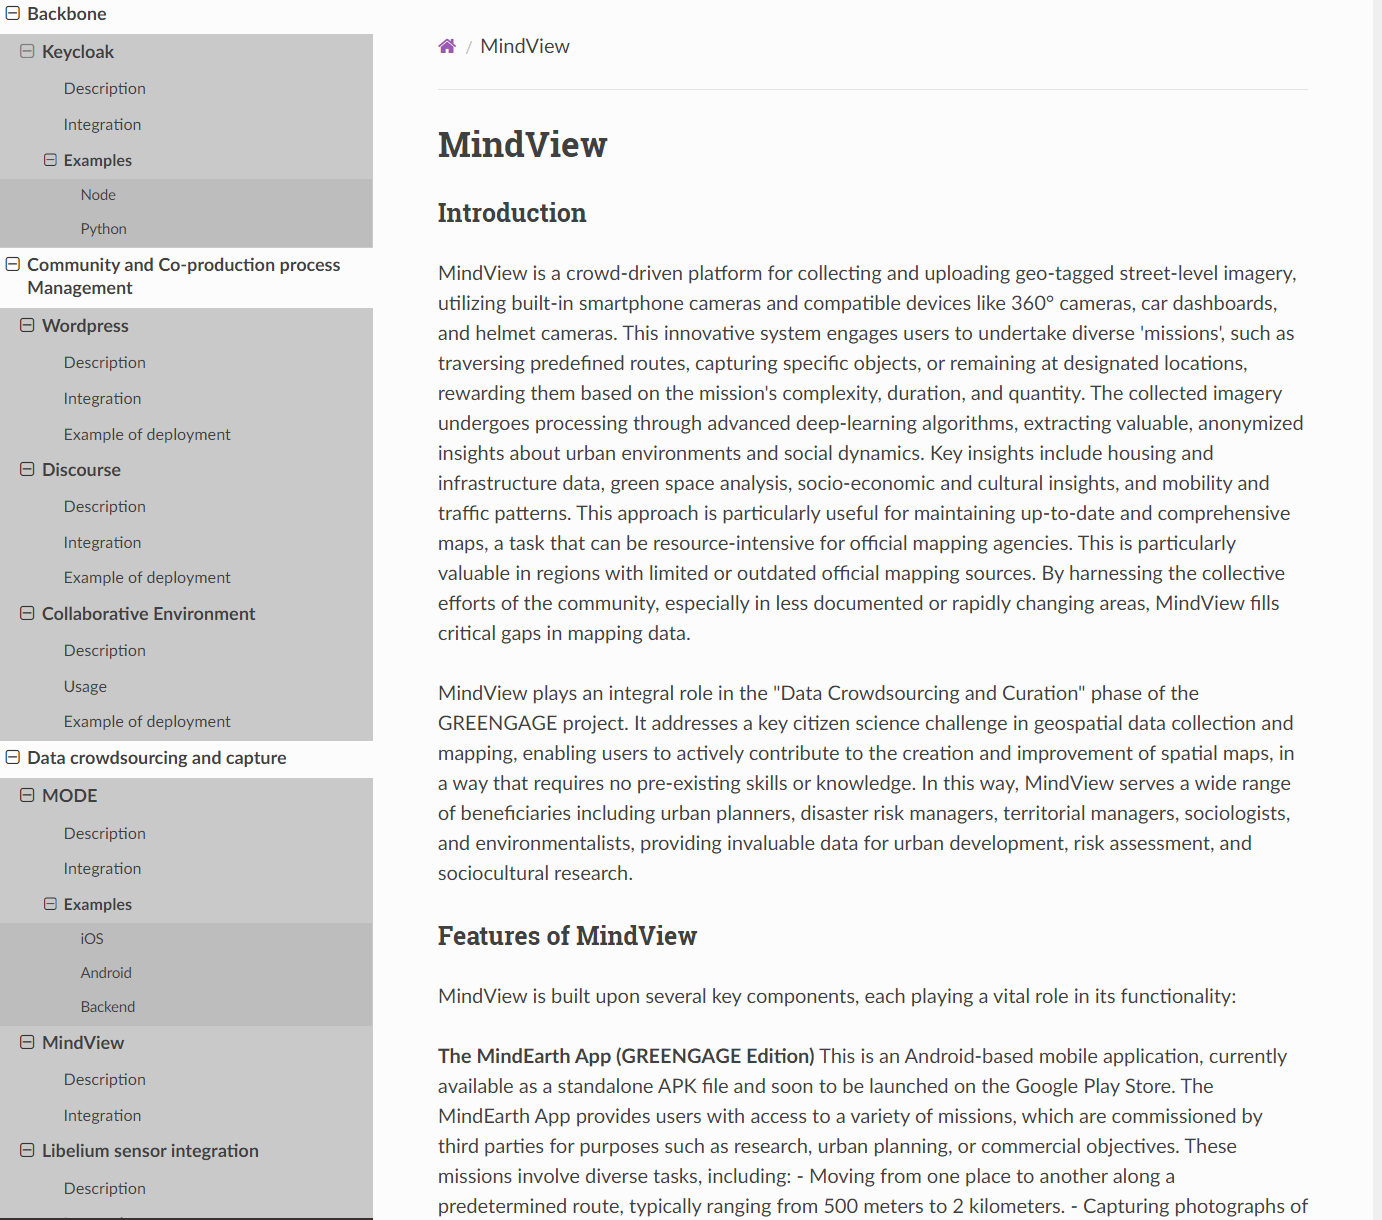 Backbone
Keycloak
Description
Integration
Examples
Node
Python
Community and Co-production process
Management
Wordpress
Description
Integration
Example of deployment
Discourse
Description
Integration
Example of deployment
Collaborative Environment
Description
Usage
Example of deployment
Data crowdsourcing and capture
MODE
Description
Integration
Examples
iOS
Android
Backend
MindView
Description
Integration
Libelium sensor integration
Description
/ MindView
MindView
Introduction
MindView is a crowd-driven platform for collecting and uploading geo-tagged street-level imagery,
utilizing built-in smartphone cameras and compatible devices like 360° cameras, car dashboards,
and helmet cameras. This innovative system engages users to undertake diverse 'missions', such as
traversing predefined routes, capturing specific objects, or remaining at designated locations,
rewarding them based on the mission's complexity, duration, and quantity. The collected imagery
undergoes processing through advanced deep-learning algorithms, extracting valuable, anonymized
insights about urban environments and social dynamics. Key insights include housing and
infrastructure data, green space analysis, socio-economic and cultural insights, and mobility and
traffic patterns. This approach is particularly useful for maintaining up-to-date and comprehensive
maps, a task that can be resource-intensive for official mapping agencies. This is particularly
valuable in regions with limited or outdated official mapping sources. By harnessing the collective
efforts of the community, especially in less documented or rapidly changing areas, MindView fills
critical gaps in mapping data.
MindView plays an integral role in the "Data Crowdsourcing and Curation" phase of the
GREENGAGE project. It addresses a key citizen science challenge in geospatial data collection and
mapping, enabling users to actively contribute to the creation and improvement of spatial maps, in
a way that requires no pre-existing skills or knowledge. In this way, MindView serves a wide range
of beneficiaries including urban planners, disaster risk managers, territorial managers, sociologists,
and environmentalists, providing invaluable data for urban development, risk assessment, and
sociocultural research.
Features of MindView
MindView is built upon several key components, each playing a vital role in its functionality:
The MindEarth App (GREENGAGE Edition) This is an Android-based mobile application, currently
available as a standalone APK file and soon to be launched on the Google Play Store. The
MindEarth App provides users with access to a variety of missions, which are commissioned by
third parties for purposes such as research, urban planning, or commercial objectives. These
missions involve diverse tasks, including: - Moving from one place to another along a
predetermined route, typically ranging from 500 meters to 2 kilometers. - Capturing photographs of